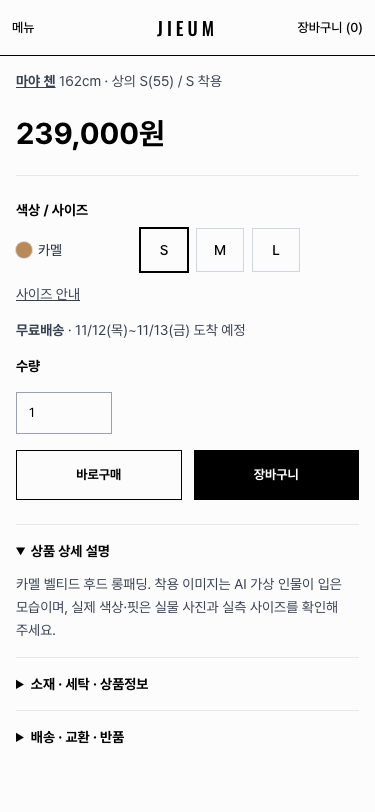 메뉴
JIEUM
장바구니 (0)
마야 첸 162cm · 상의 S(55) / S 착용
239,000원
색상 / 사이즈
카멜
S
M
L
사이즈 안내
무료배송 · 11/12(목)~11/13(금) 도착 예정
수량
1
바로구매
장바구니
▼ 상품 상세 설명
카멜 벨티드 후드 롱패딩. 착용 이미지는 AI 가상 인물이 입은
모습이며, 실제 색상·핏은 실물 사진과 실측 사이즈를 확인해
주세요.
▶ 소재 · 세탁 · 상품정보
▶ 배송 · 교환 · 반품